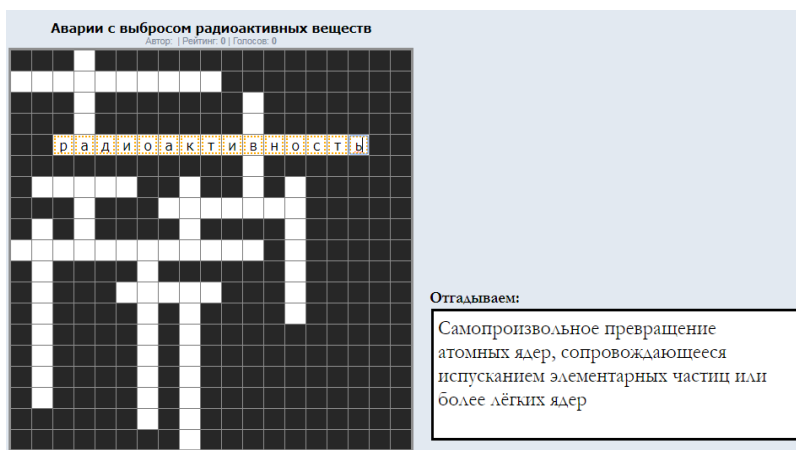 Аварии с выбросом радиоактивных веществ
Автор: | Рейтинг: 0 | Голосов: 0
радиоактивность
Отгадываем:
Самопроизвольное превращение
атомных ядер, сопровождающееся
испусканием элементарных частиц или
более лёгких ядер